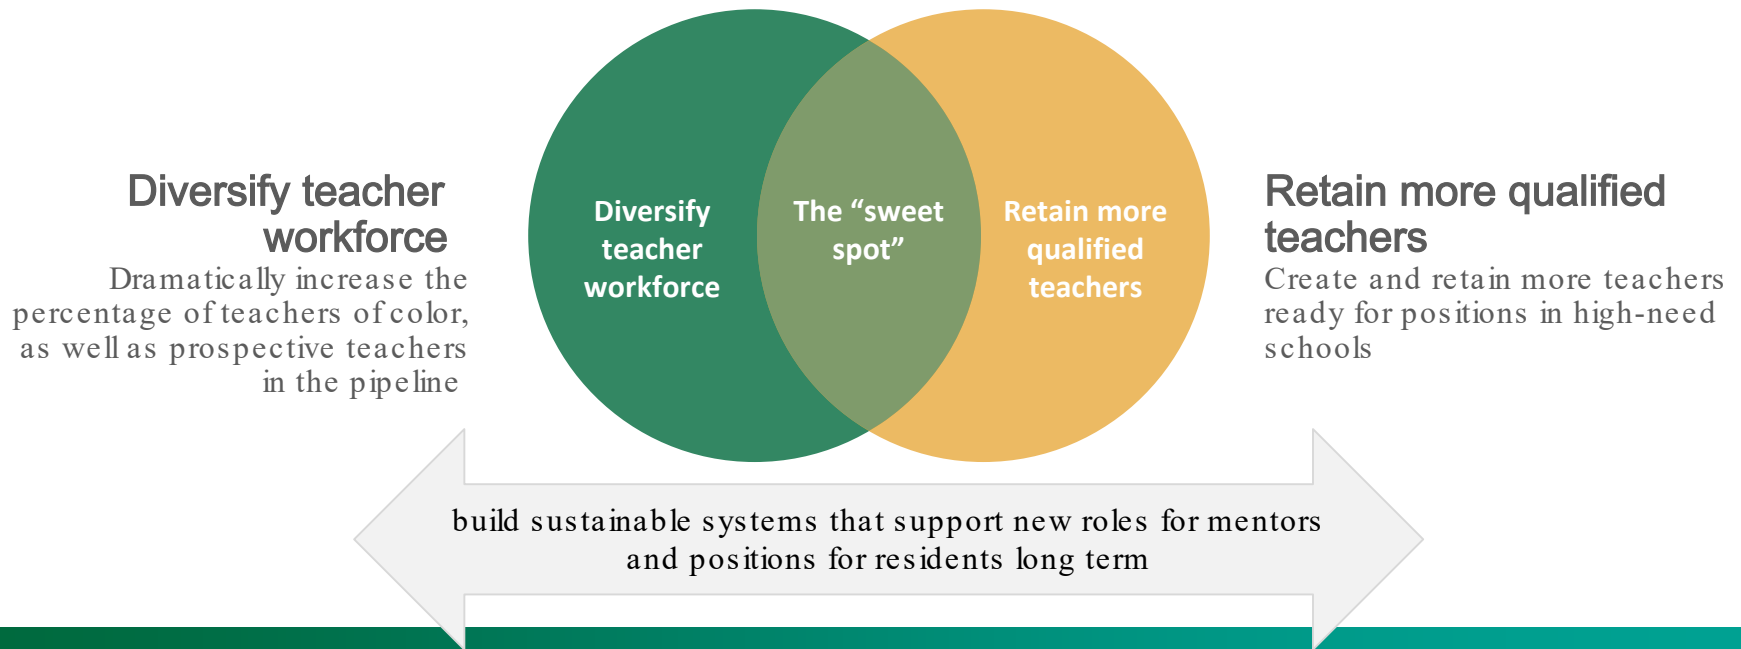 Diversify teacher
workforce
Dramatically increase the
percentage of teachers of color,
as well as prospective teachers
in the pipeline
Diversify
teacher
workforce
The “sweet
spot”
Retain more
qualified
teachers
Retain more qualified
teachers
Create and retain more teachers
ready for positions in high-need
schools
build sustainable systems that support new roles for mentors
and positions for residents long term